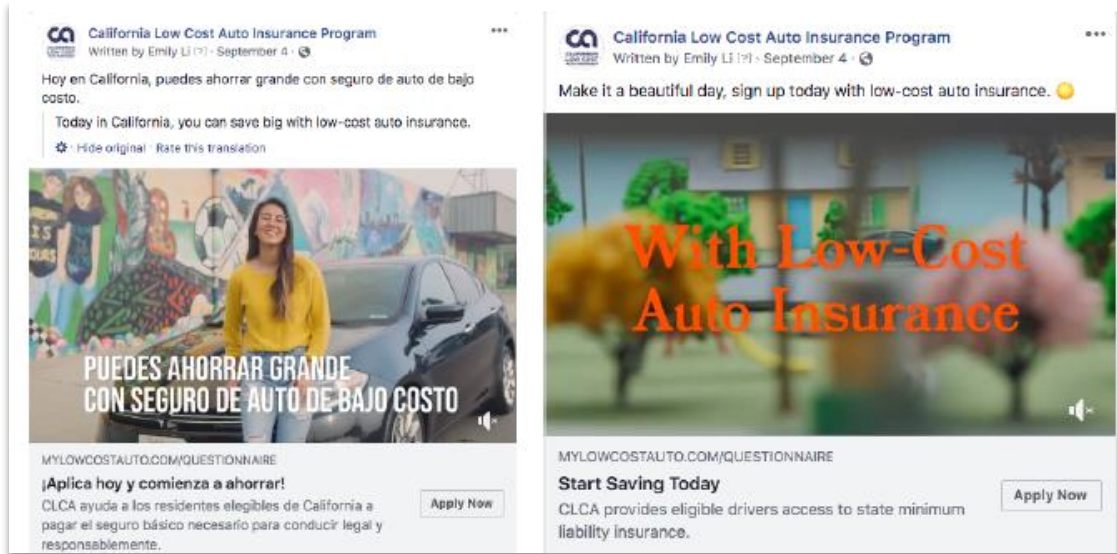 California Low Cost Auto Insurance Program
Written by Emily Li [?] · September 4 ·
Hoy en California, puedes ahorrar grande con seguro de auto de bajo
costo.
Today in California, you can save big with low-cost auto insurance.
· Hide original · Rate this translation
PUEDES AHORRAR GRANDE
CON SEGURO DE AUTO DE BAJO COSTO
MYLOWCOSTAUTO.COM/QUESTIONNAIRE
¡Aplica hoy y comienza a ahorrar!
CLCA ayuda a los residentes elegibles de California a
pagar el seguro básico necesario para conducir legal y
responsablemente.
Apply Now
California Low Cost Auto Insurance Program
Written by Emily Li [?] · September 4 ·
Make it a beautiful day, sign up today with low-cost auto insurance.
With Low-Cost
Auto Insurance
MYLOWCOSTAUTO.COM/QUESTIONNAIRE
Start Saving Today
CLCA provides eligible drivers access to state minimum
liability insurance.
Apply Now